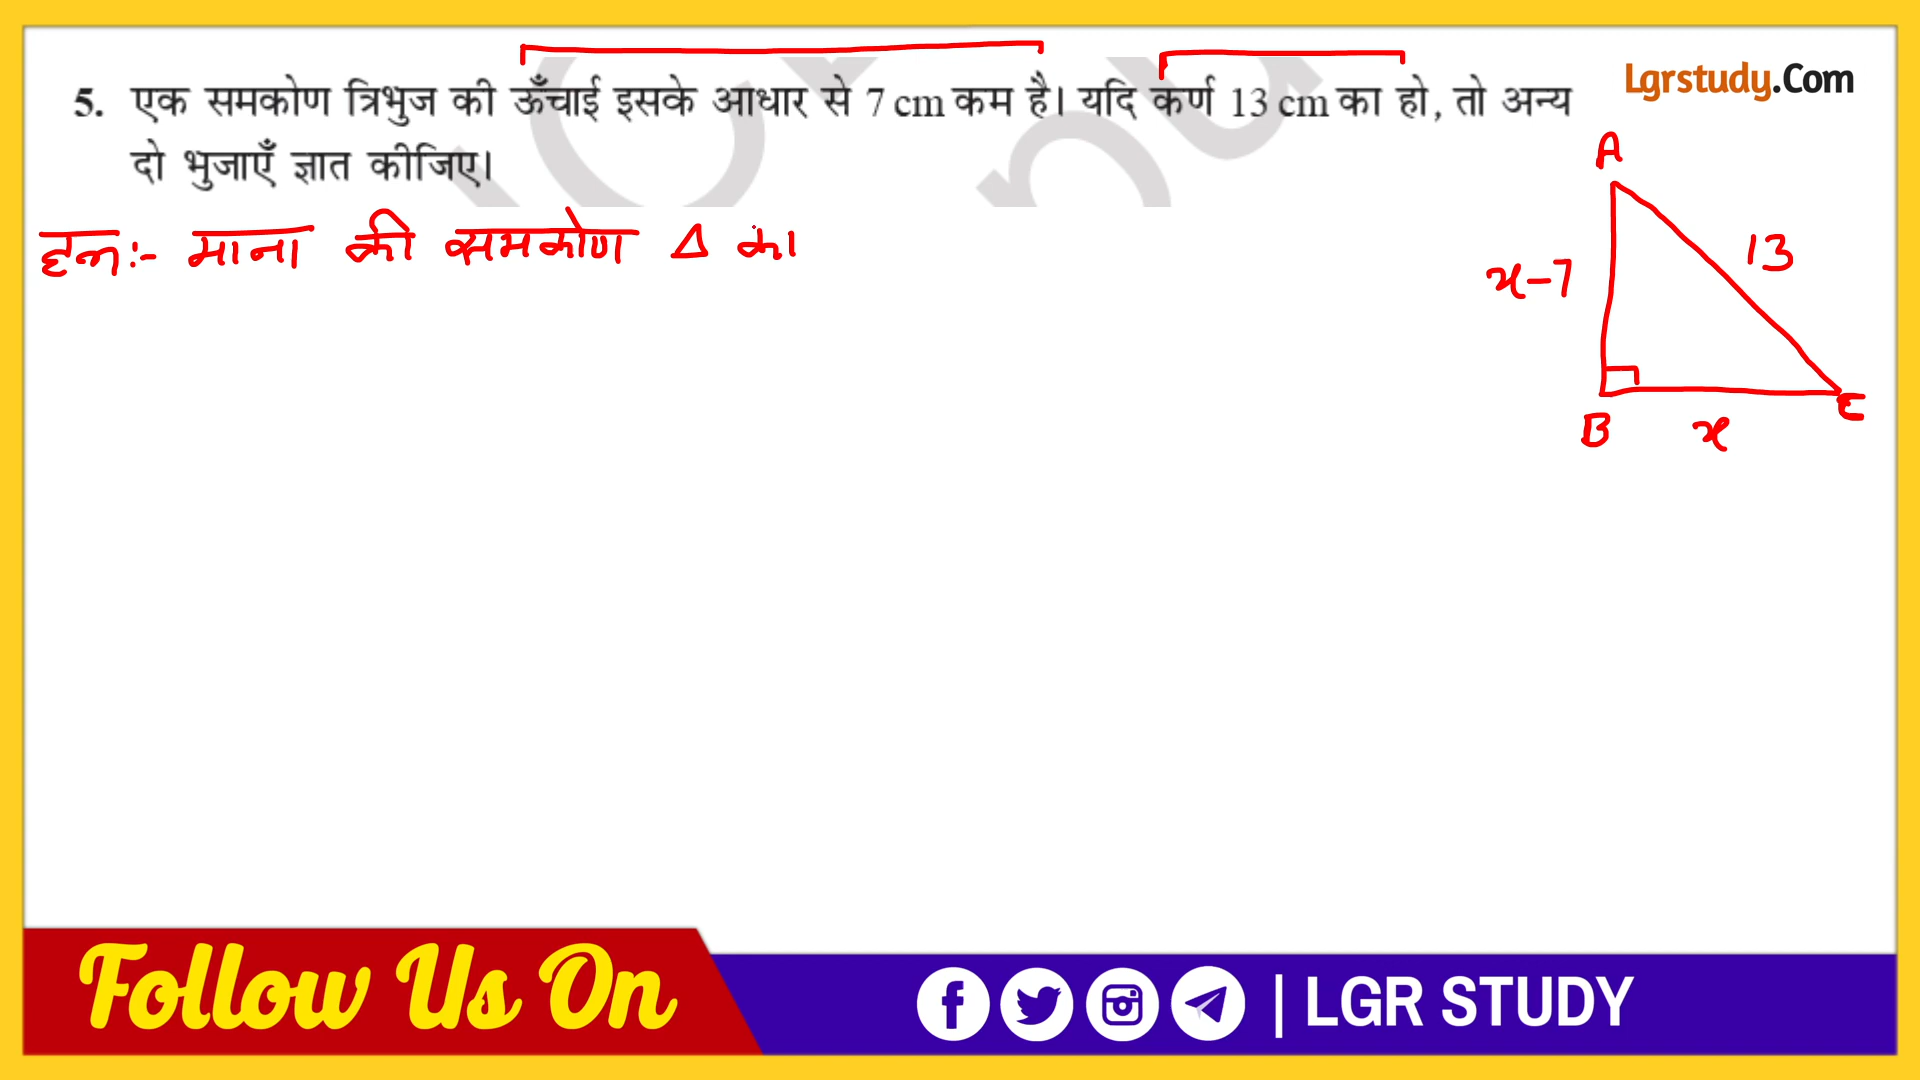 Lgrstudy.Com
5. एक समकोण त्रिभुज की ऊँचाई इसके आधार से 7 cm कम है। यदि कर्ण 13 cm का हो, तो अन्य
दो भुजाएँ ज्ञात कीजिए।
हल:- माना की समकोण Δ का
A
x-7
13
B
x
C
Follow Us On
| LGR STUDY